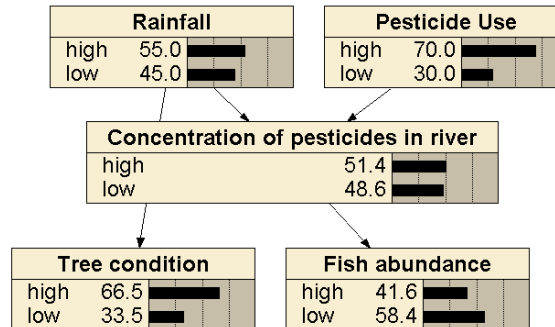 Rainfall
high 55.0
low 45.0
Pesticide Use
high 70.0
low 30.0
Concentration of pesticides in river
high 51.4
low 48.6
Tree condition
high 66.5
low 33.5
Fish abundance
high 41.6
low 58.4